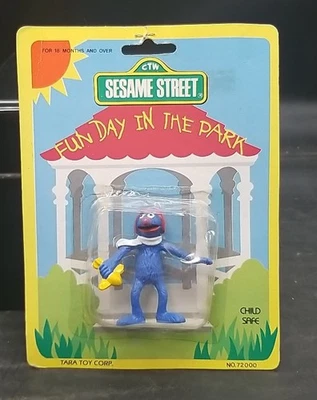 FOR 18 MONTHS AND OVER
CTW
SESAME STREET
FUN DAY IN THE PARK
CHILD
SAFE
TARA TOY CORP.
NO.72000